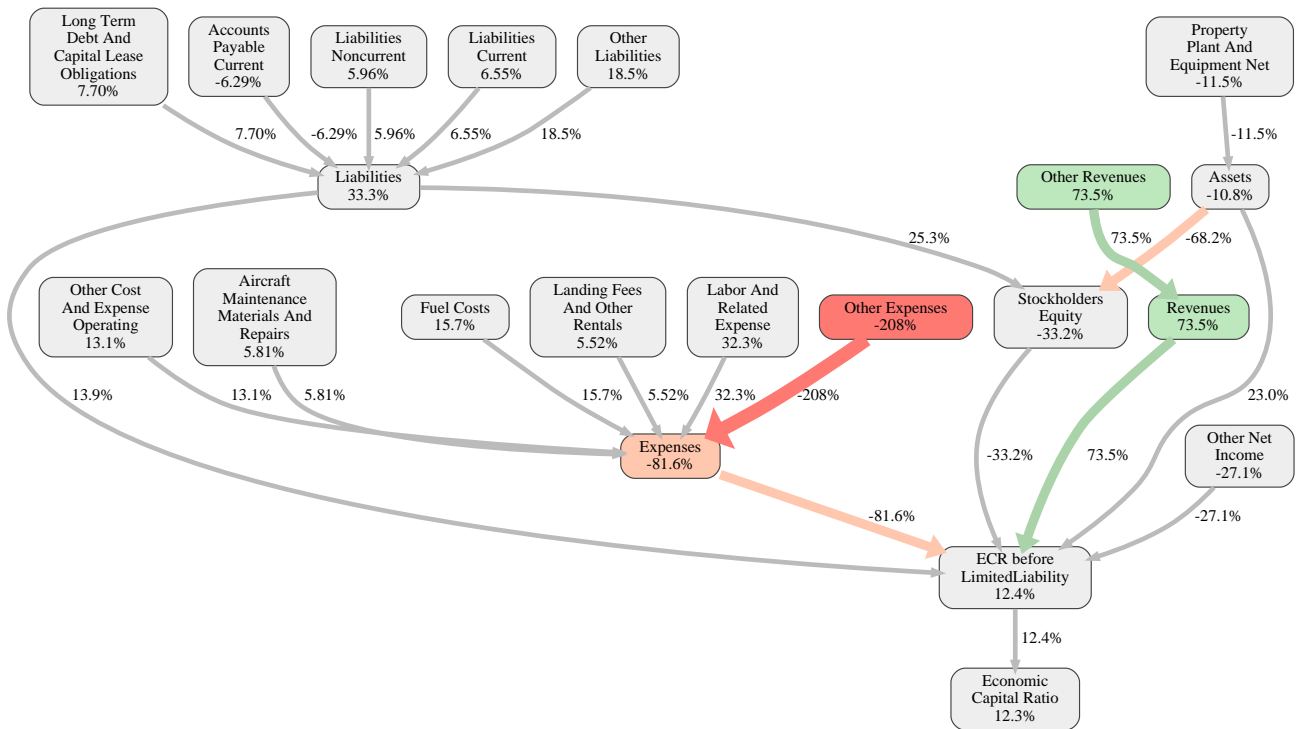 Long Term
Debt And
Capital Lease
Obligations
7.70%
Accounts
Payable
Current
-6.29%
Liabilities
Noncurrent
5.96%
Liabilities
Current
6.55%
Other
Liabilities
18.5%
Property
Plant And
Equipment Net
-11.5%
7.70%
-6.29%
5.96%
6.55%
18.5%
-11.5%
Liabilities
33.3%
Other Revenues
73.5%
Assets
-10.8%
25.3%
73.5%
-68.2%
Other Cost
And Expense
Operating
13.1%
Aircraft
Maintenance
Materials And
Repairs
5.81%
Fuel Costs
15.7%
Landing Fees
And Other
Rentals
5.52%
Labor And
Related
Expense
32.3%
Other Expenses
-208%
Stockholders
Equity
-33.2%
Revenues
73.5%
13.9%
13.1%
5.81%
15.7%
5.52%
32.3%
-208%
23.0%
Expenses
-81.6%
-33.2%
73.5%
Other Net
Income
-27.1%
-81.6%
-27.1%
ECR before
LimitedLiability
12.4%
12.4%
Economic
Capital Ratio
12.3%